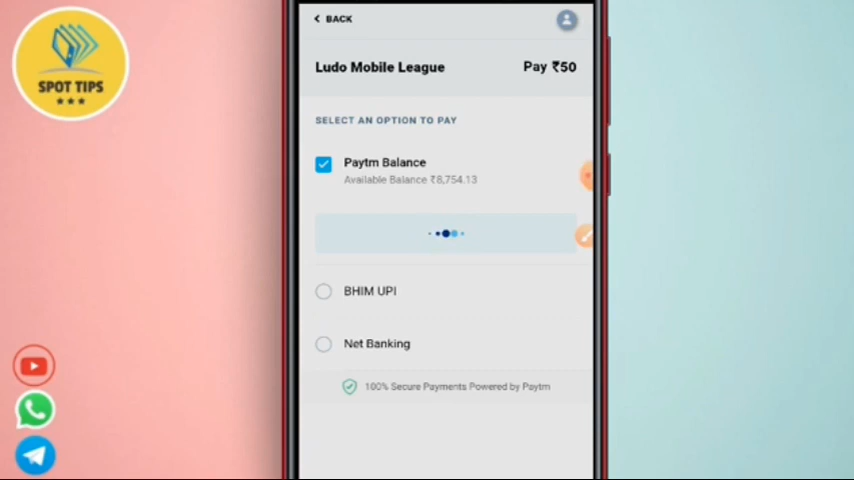 SPOT TIPS
BACK
Ludo Mobile League
Pay ₹50
SELECT AN OPTION TO PAY
Paytm Balance
Available Balance ₹8,754.13
BHIM UPI
Net Banking
100% Secure Payments Powered by Paytm